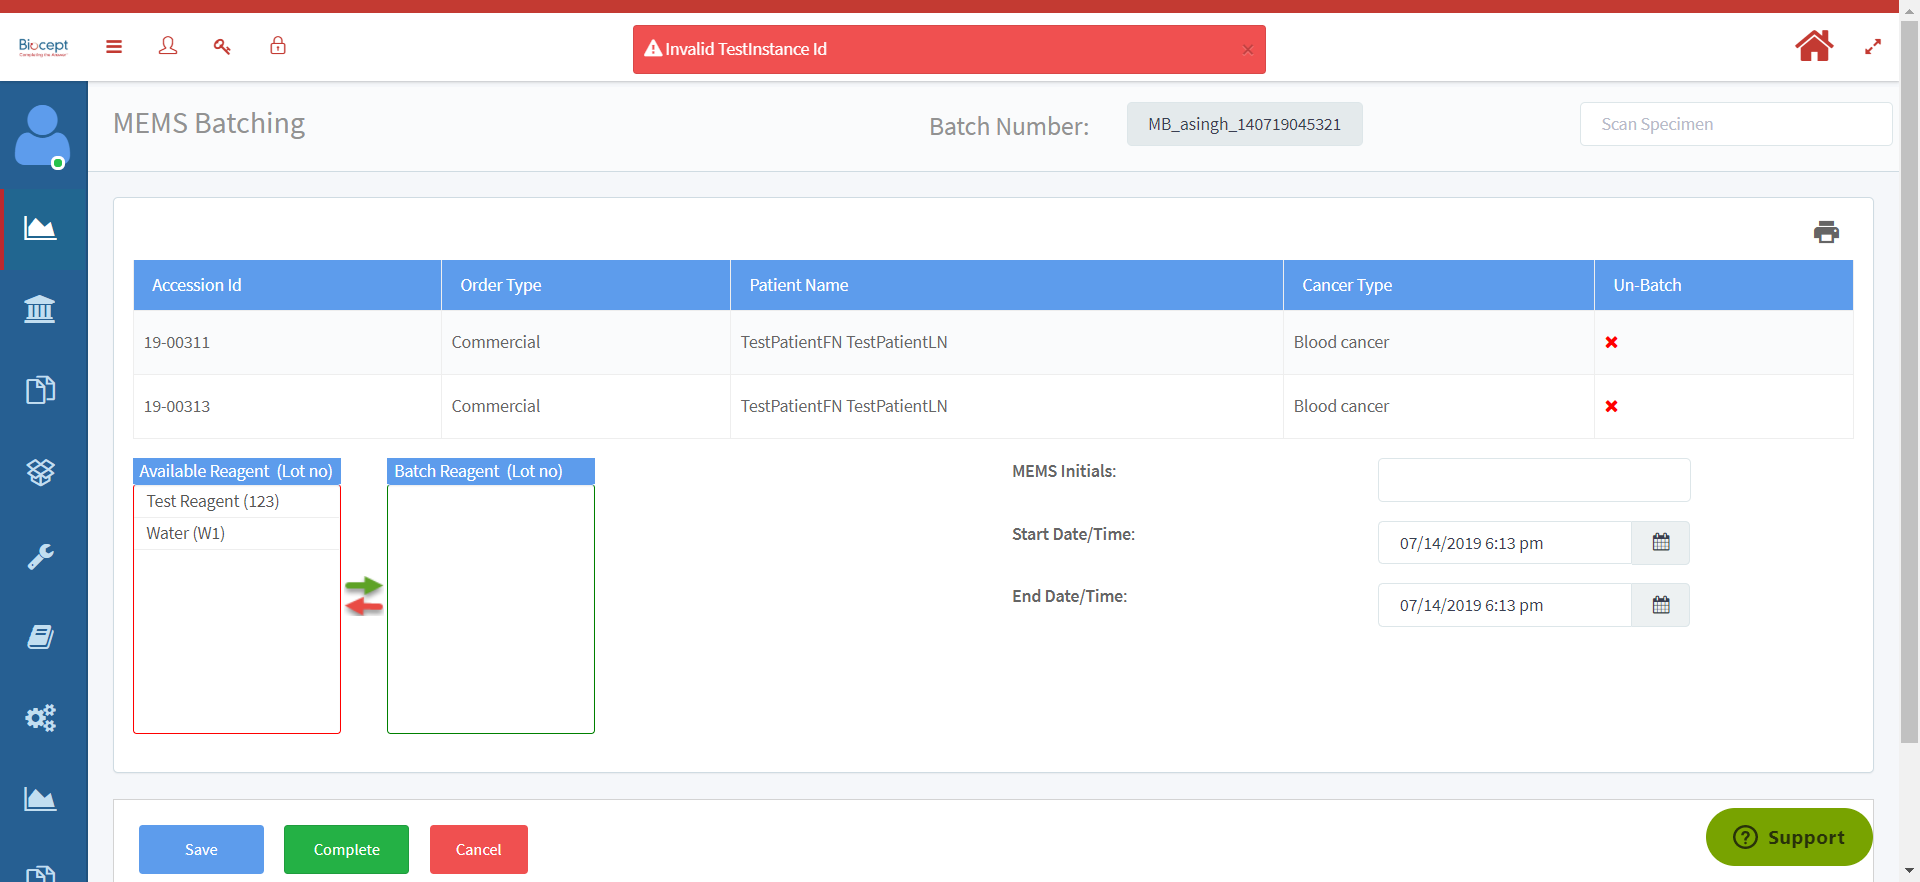 Biocept
Completing the Answer
Invalid TestInstance Id
×
MEMS Batching
Batch Number:
MB_asingh_140719045321
Scan Specimen
Accession Id
Order Type
Patient Name
Cancer Type
Un-Batch
19-00311
Commercial
TestPatientFN TestPatientLN
Blood cancer
19-00313
Commercial
TestPatientFN TestPatientLN
Blood cancer
Available Reagent (Lot no)
Test Reagent (123)
Water (W1)
Batch Reagent (Lot no)
MEMS Initials:
Start Date/Time:
07/14/2019 6:13 pm
End Date/Time:
07/14/2019 6:13 pm
Save
Complete
Cancel
Support